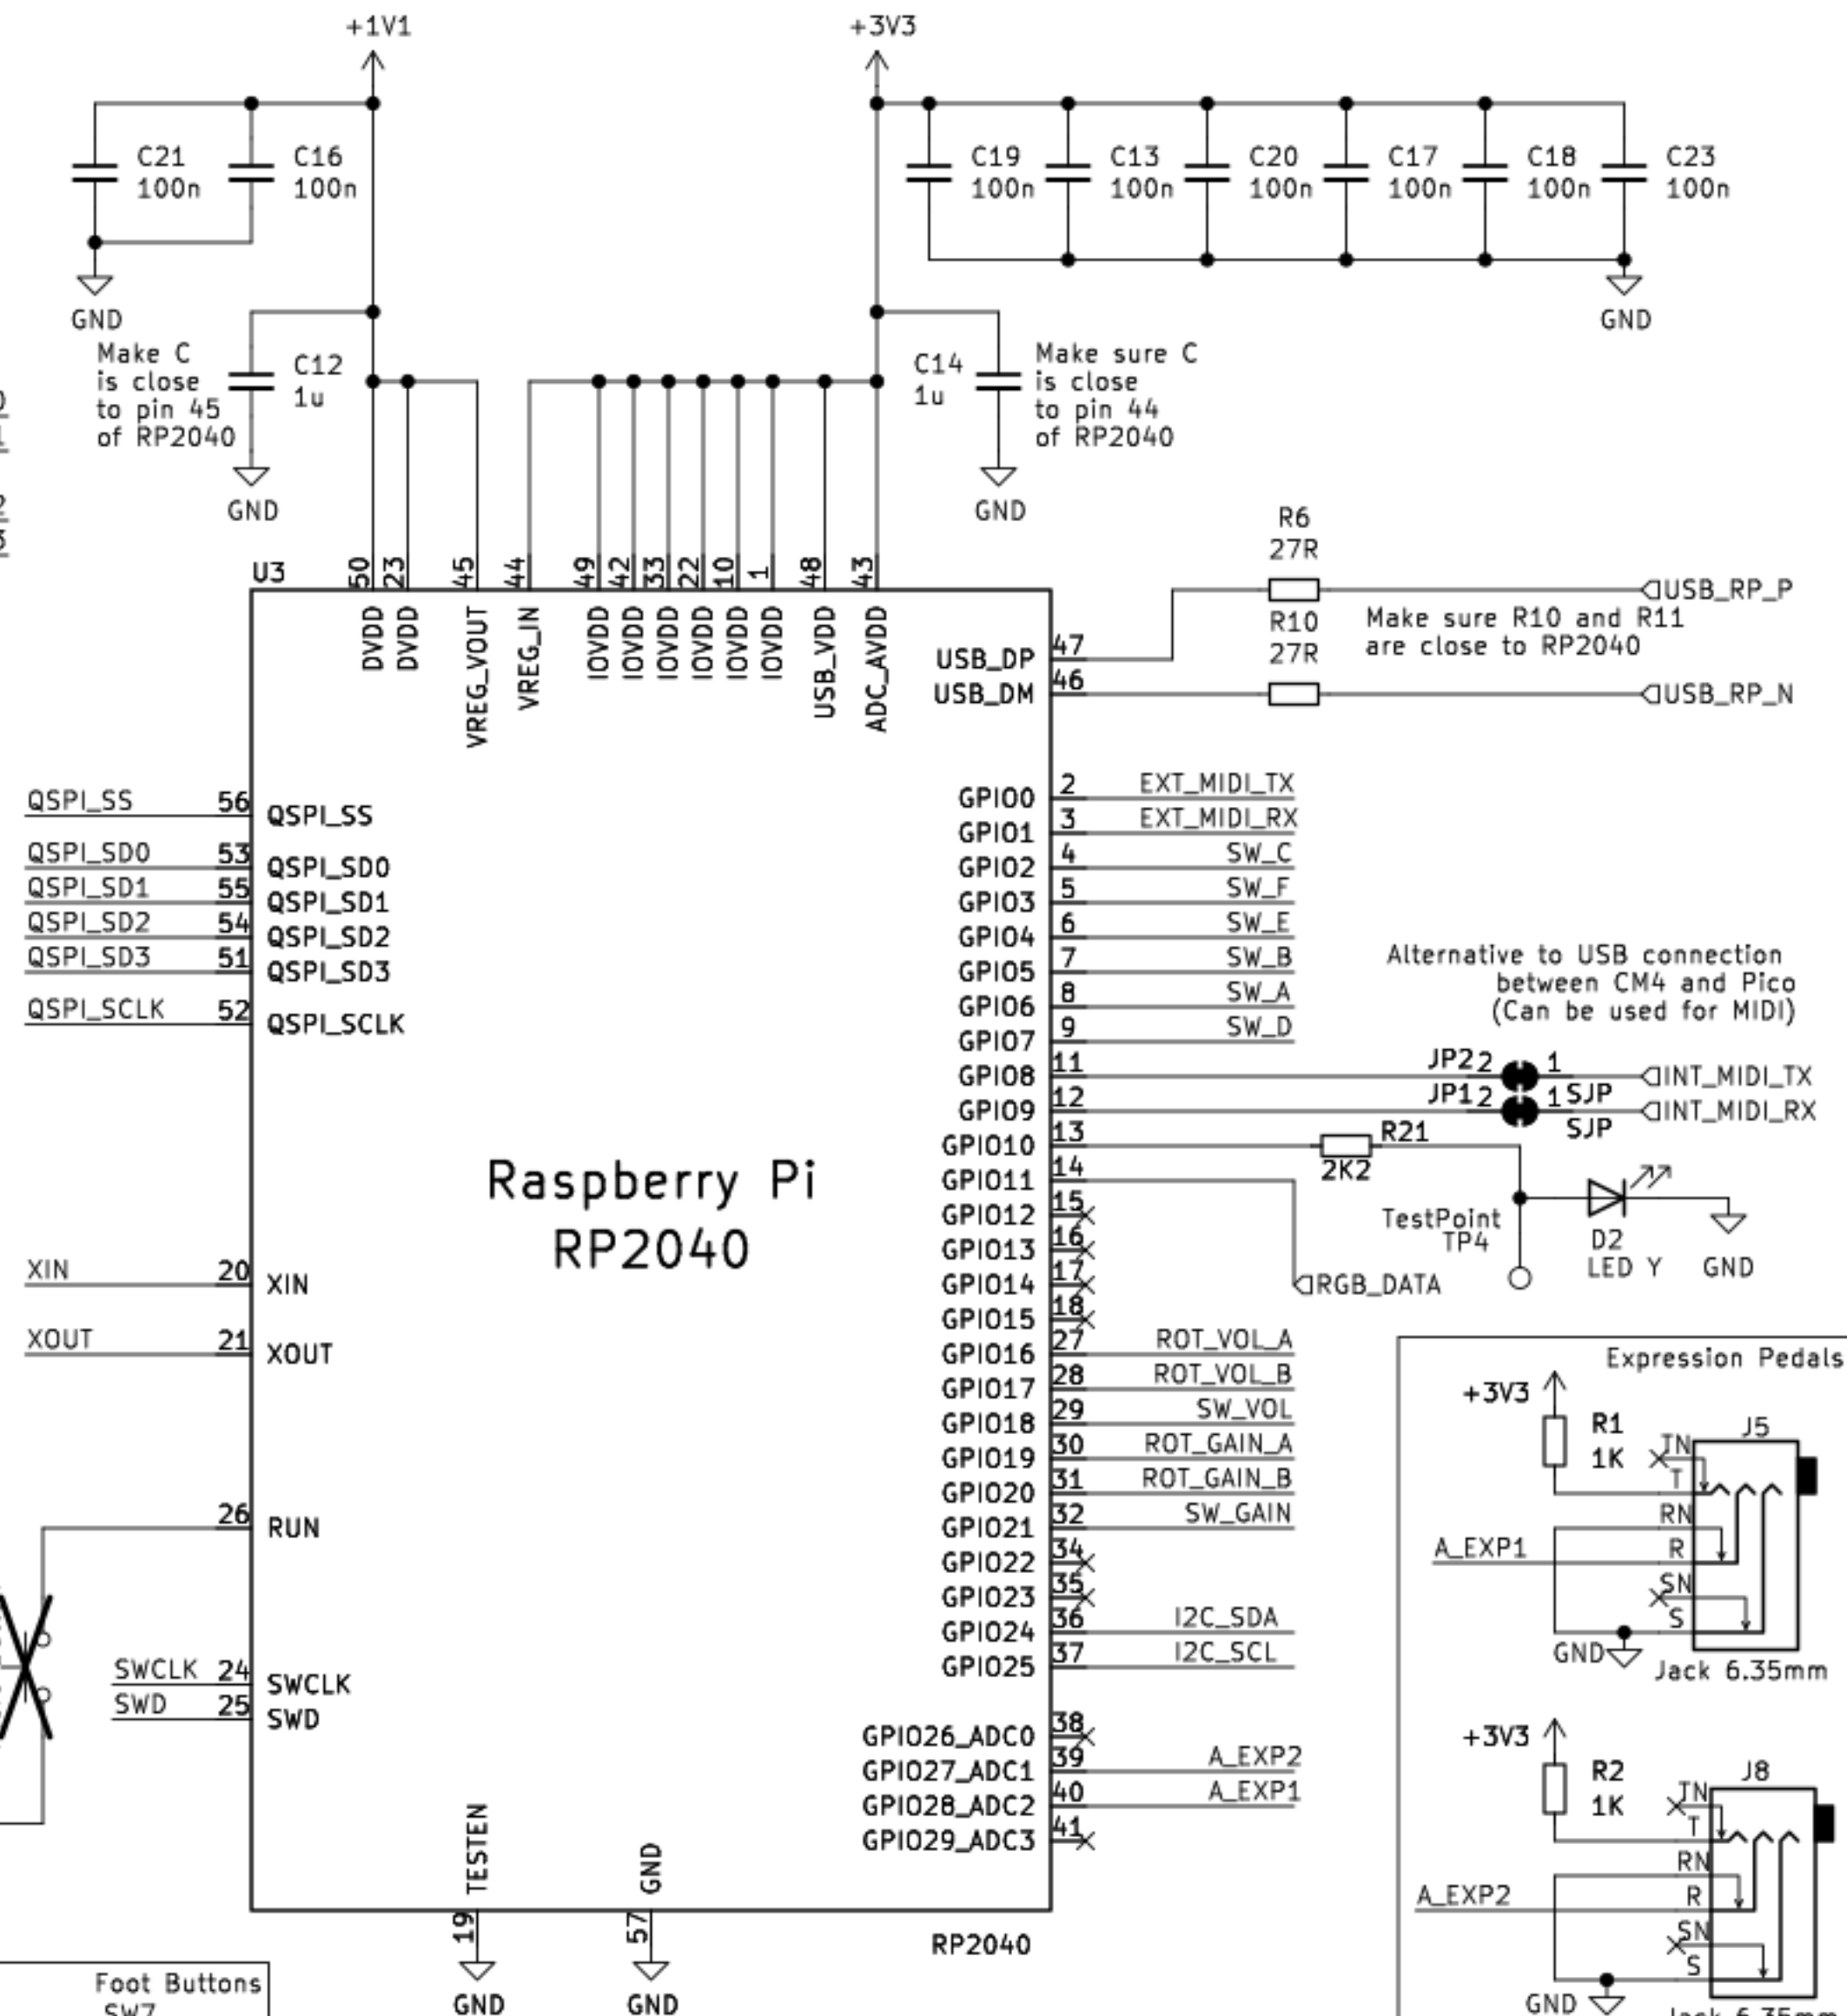 +1V1
+3V3
C21
100n
C16
100n
C19
100n
C13
100n
C20
100n
C17
100n
C18
100n
C23
100n
GND
GND
Make C
is close
to pin 45
of RP2040
C12
1u
GND
C14
1u
Make sure C
is close
to pin 44
of RP2040
GND
R6
27R
USB_RP_P
R10
27R
Make sure R10 and R11
are close to RP2040
USB_RP_N
U3
50
23
45
44
49
42
33
22
10
1
48
43
DVDD
DVDD
VREG_VOUT
VREG_IN
IOVDD
IOVDD
IOVDD
IOVDD
IOVDD
IOVDD
USB_VDD
ADC_AVDD
USB_DP 47
USB_DM 46
QSPI_SS 56 QSPI_SS
QSPI_SD0 53 QSPI_SD0
QSPI_SD1 55 QSPI_SD1
QSPI_SD2 54 QSPI_SD2
QSPI_SD3 51 QSPI_SD3
QSPI_SCLK 52 QSPI_SCLK
XIN 20 XIN
XOUT 21 XOUT
26 RUN
SWCLK 24 SWCLK
SWD 25 SWD
Raspberry Pi
RP2040
GPIO0 2 EXT_MIDI_TX
GPIO1 3 EXT_MIDI_RX
GPIO2 4 SW_C
GPIO3 5 SW_F
GPIO4 6 SW_E
GPIO5 7 SW_B
GPIO6 8 SW_A
GPIO7 9 SW_D
GPIO8 11
GPIO9 12
GPIO10 13
GPIO11 14
GPIO12 15
GPIO13 16
GPIO14 17
GPIO15 18
GPIO16 27 ROT_VOL_A
GPIO17 28 ROT_VOL_B
GPIO18 29 SW_VOL
GPIO19 30 ROT_GAIN_A
GPIO20 31 ROT_GAIN_B
GPIO21 32 SW_GAIN
GPIO22 34
GPIO23 35
GPIO24 36 I2C_SDA
GPIO25 37 I2C_SCL
GPIO26_ADC0 38
GPIO27_ADC1 39 A_EXP2
GPIO28_ADC2 40 A_EXP1
GPIO29_ADC3 41
Alternative to USB connection
between CM4 and Pico
(Can be used for MIDI)
JP2 2 1 SJP INT_MIDI_TX
JP1 2 1 SJP INT_MIDI_RX
R21
2K2
TestPoint
TP4
D2
LED Y
GND
RGB_DATA
Expression Pedals
+3V3
R1
1K
J5
TN
T
RN
A_EXP1
R
SN
S
GND
Jack 6.35mm
+3V3
R2
1K
J8
TN
T
RN
A_EXP2
R
SN
S
GND
Jack 6.35mm
TESTEN
19
GND
GND
57
GND
RP2040
Foot Buttons
SW7